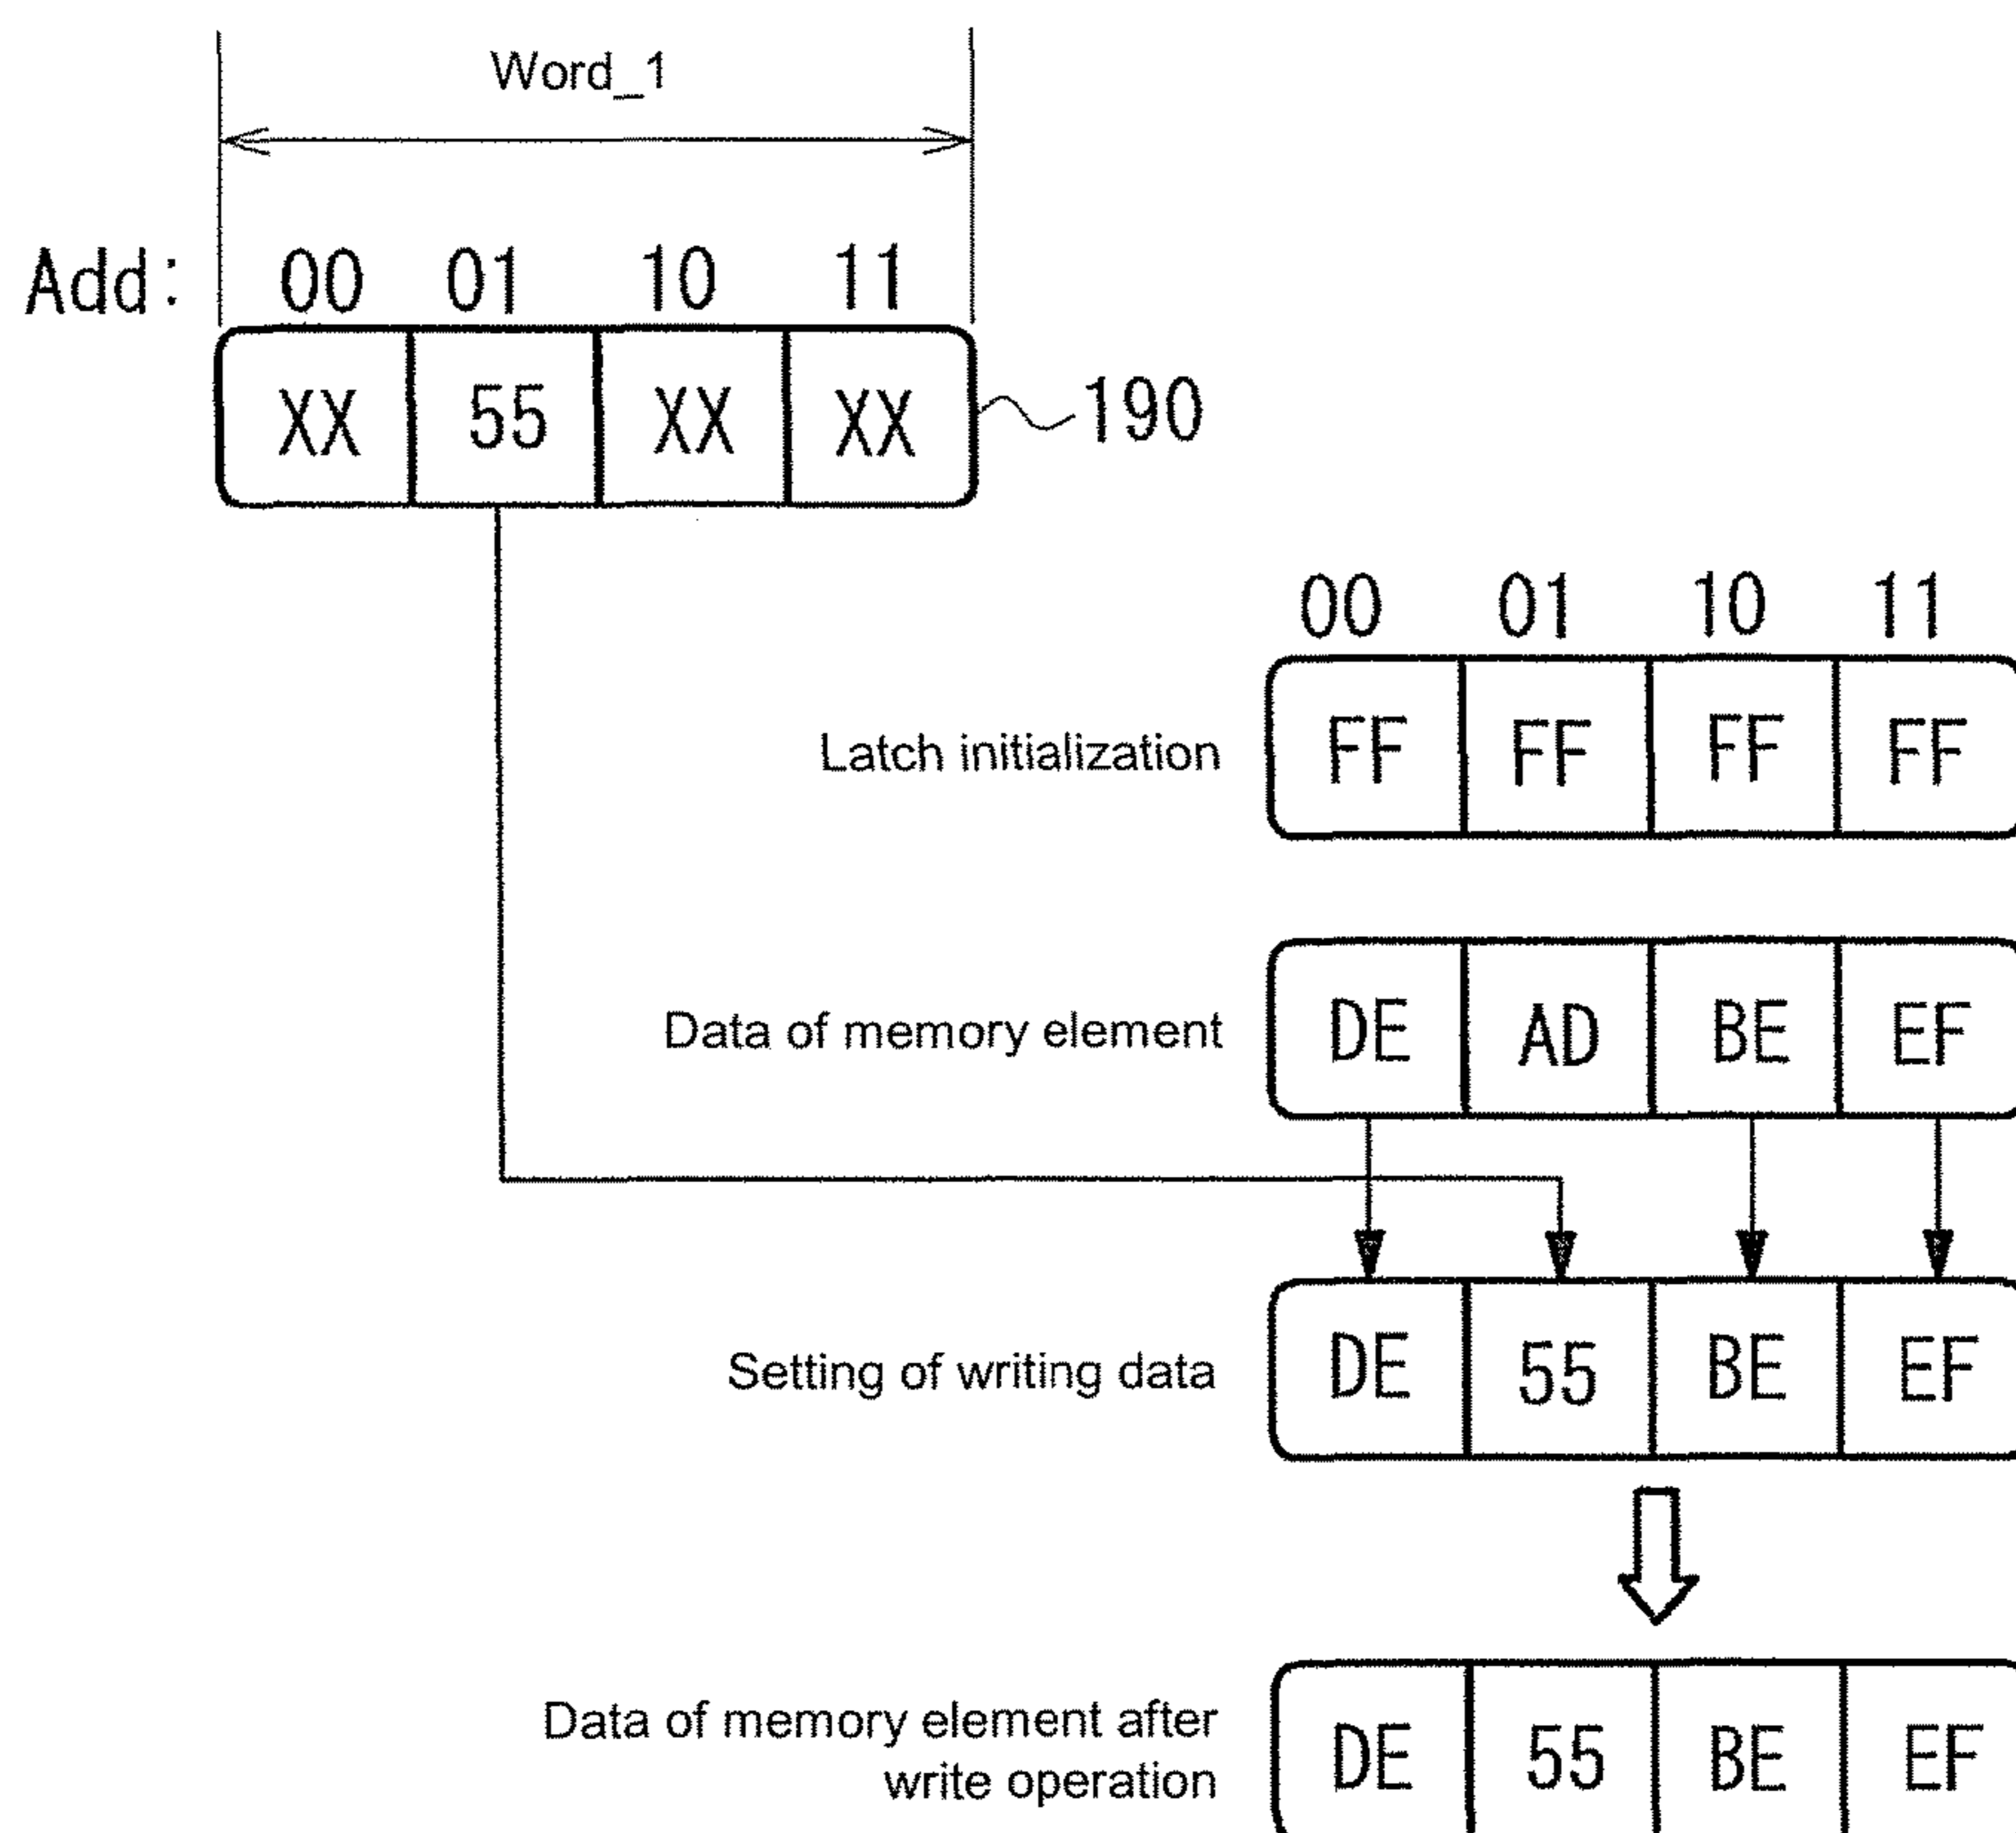 Word_1
Add: 00 01 10 11
XX 55 XX XX 190
00 01 10 11
Latch initialization FF FF FF FF
Data of memory element DE AD BE EF
Setting of writing data DE 55 BE EF
Data of memory element after
write operation DE 55 BE EF